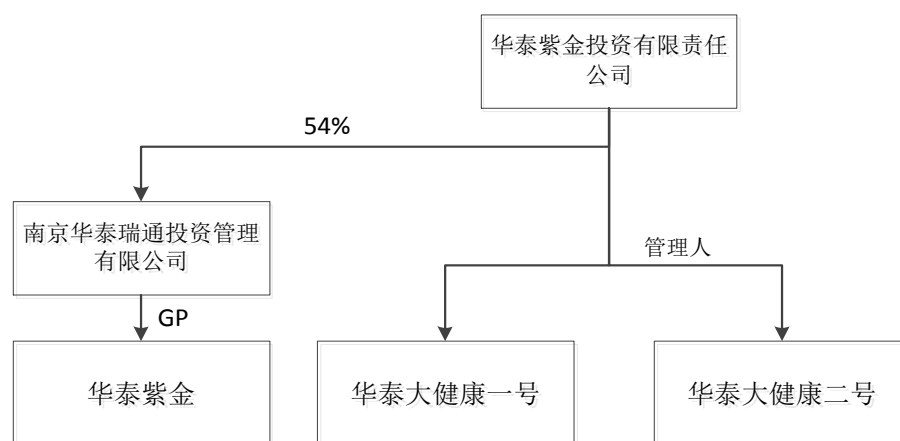 华泰紫金投资有限责任
公司
54%
南京华泰瑞通投资管理
有限公司
管理人
GP
华泰紫金
华泰大健康一号
华泰大健康二号